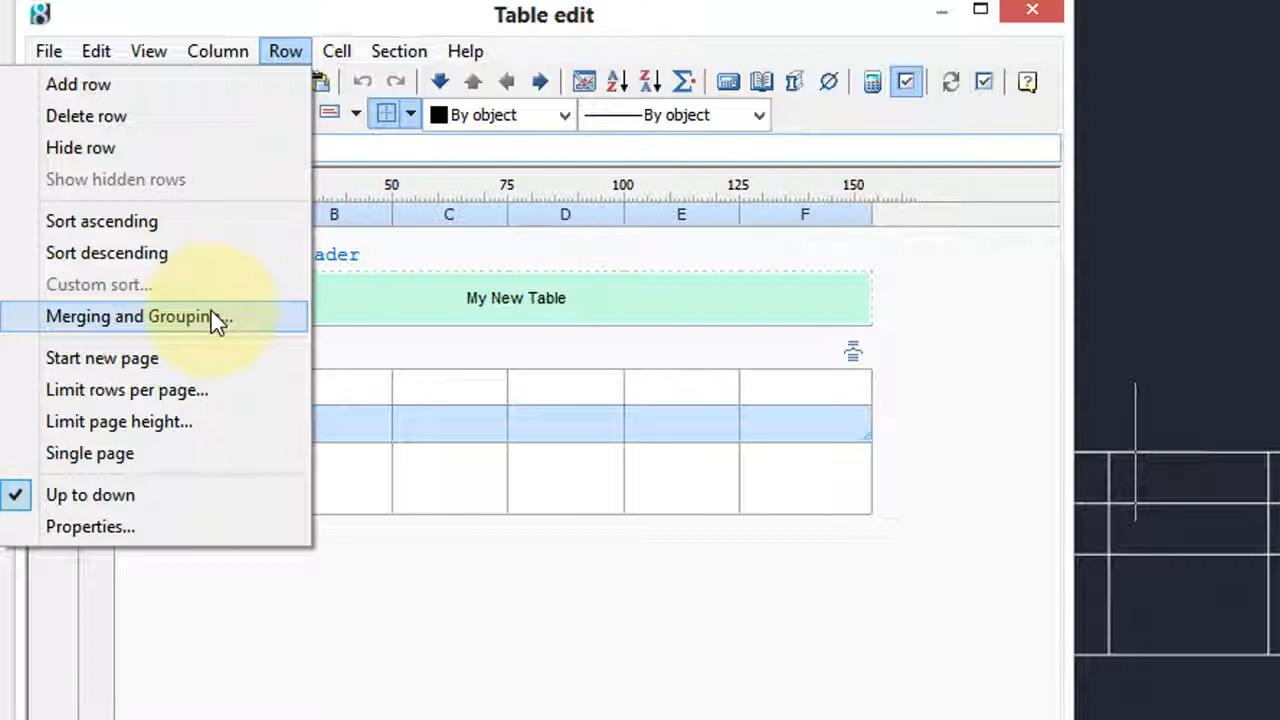 Table edit
File Edit View Column Row Cell Section Help
Add row
Delete row
By object By object
Hide row
Show hidden rows
50 75 100 125 150
B C D E F
Sort ascending
Sort descending
ader
Custom sort...
My New Table
Merging and Grouping...
Start new page
Limit rows per page...
Limit page height...
Single page
Up to down
Properties...